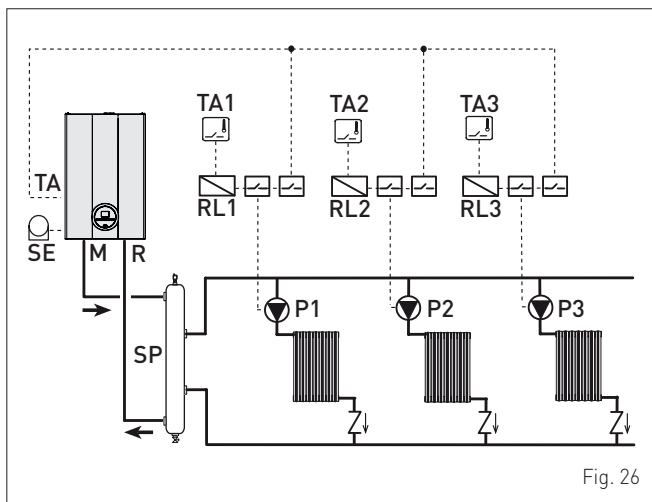 TA1 TA2 TA3
TA
RL1 RL2 RL3
SE M R
P1 P2 P3
SP
Fig. 26